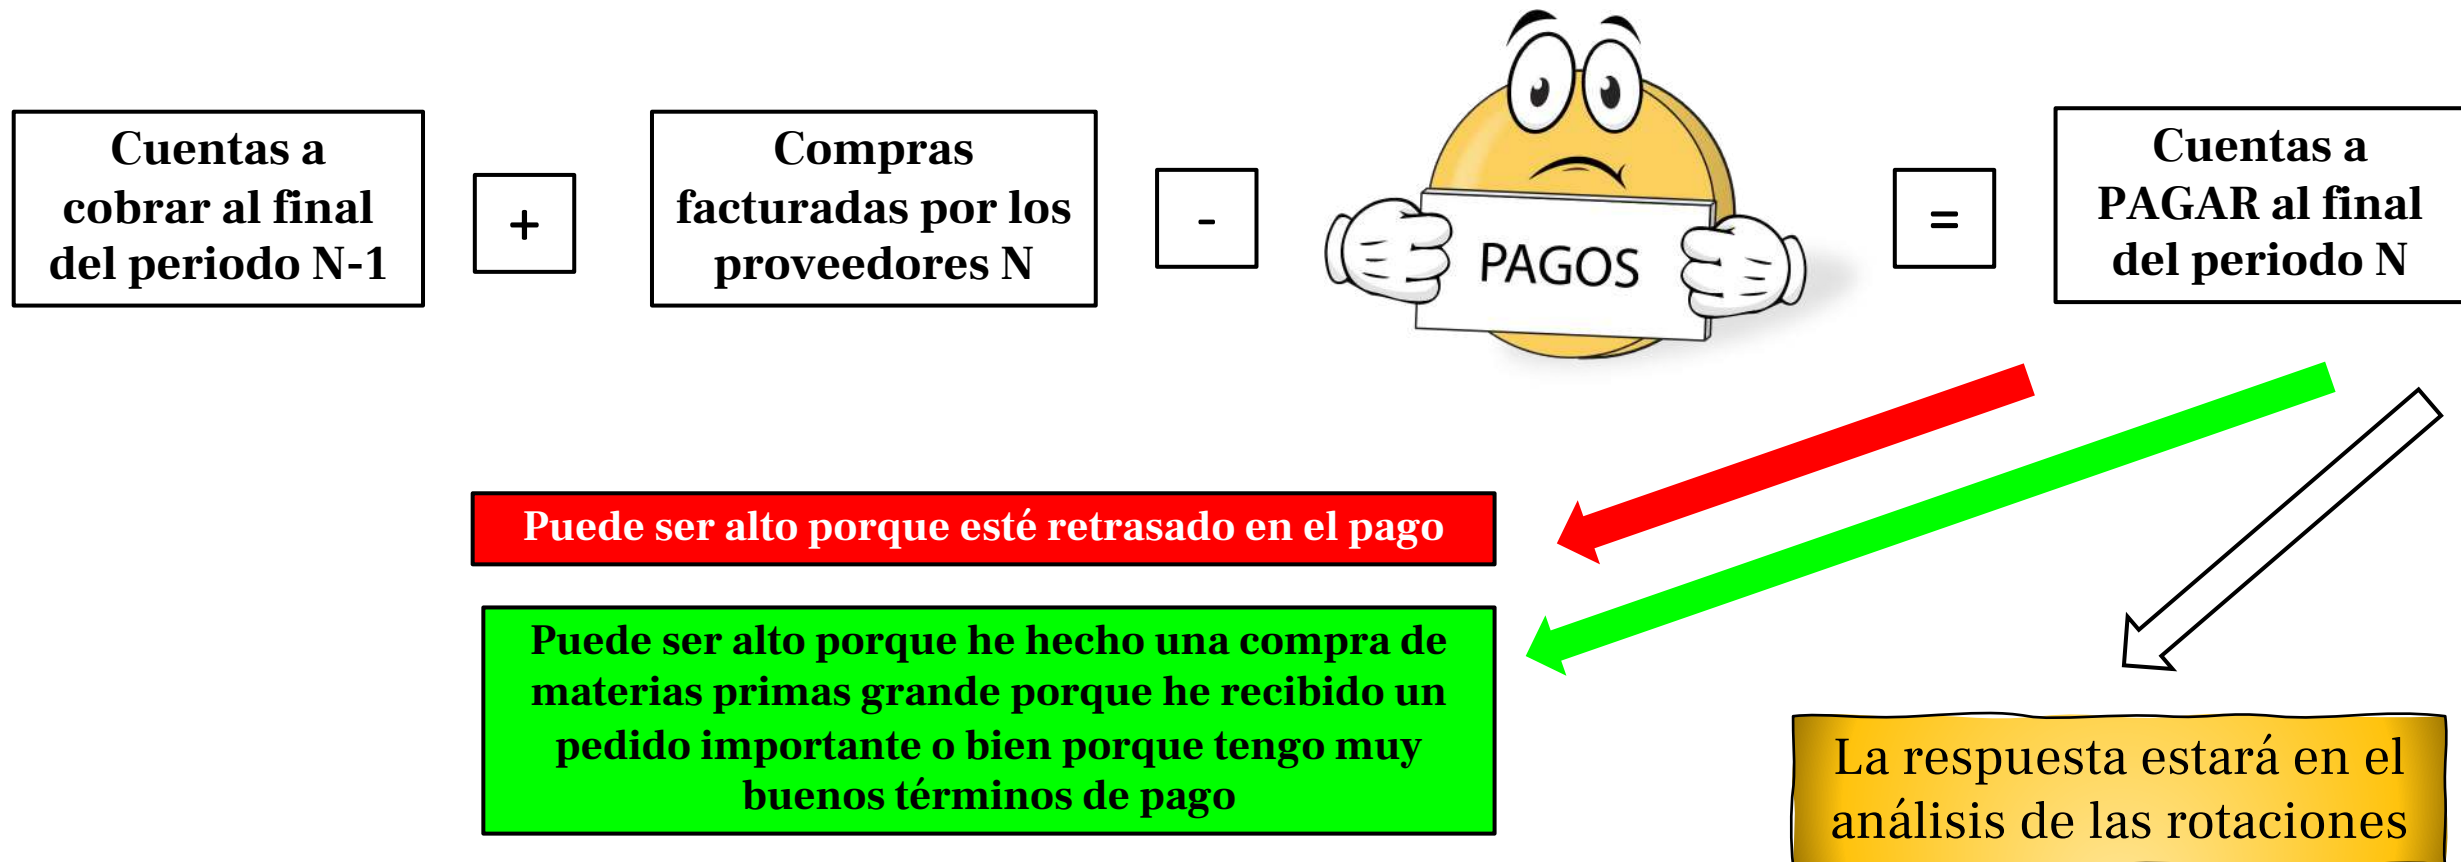 Cuentas a
cobrar al final
del periodo N-1
+
Compras
facturadas por los
proveedores N
-
PAGOS
=
Cuentas a
PAGAR al final
del periodo N
Puede ser alto porque esté retrasado en el pago
Puede ser alto porque he hecho una compra de
materias primas grande porque he recibido un
pedido importante o bien porque tengo muy
buenos términos de pago
La respuesta estará en el
análisis de las rotaciones